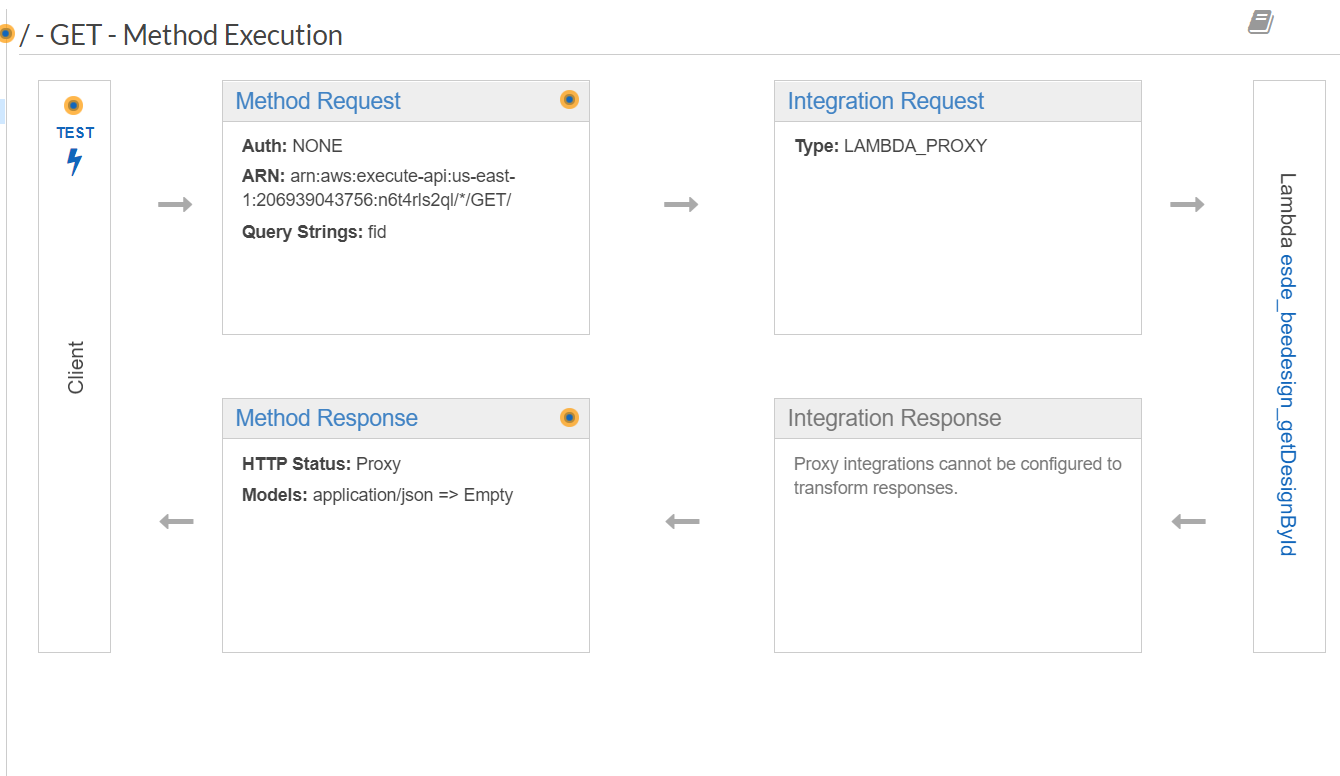 / - GET - Method Execution
TEST
Client
Method Request
Auth: NONE
ARN: arn:aws:execute-api:us-east-
1:206939043756:n6t4rls2ql/*/GET/
Query Strings: fid
Integration Request
Type: LAMBDA_PROXY
Lambda esde_beedesign_getDesignById
Method Response
HTTP Status: Proxy
Models: application/json => Empty
Integration Response
Proxy integrations cannot be configured to
transform responses.